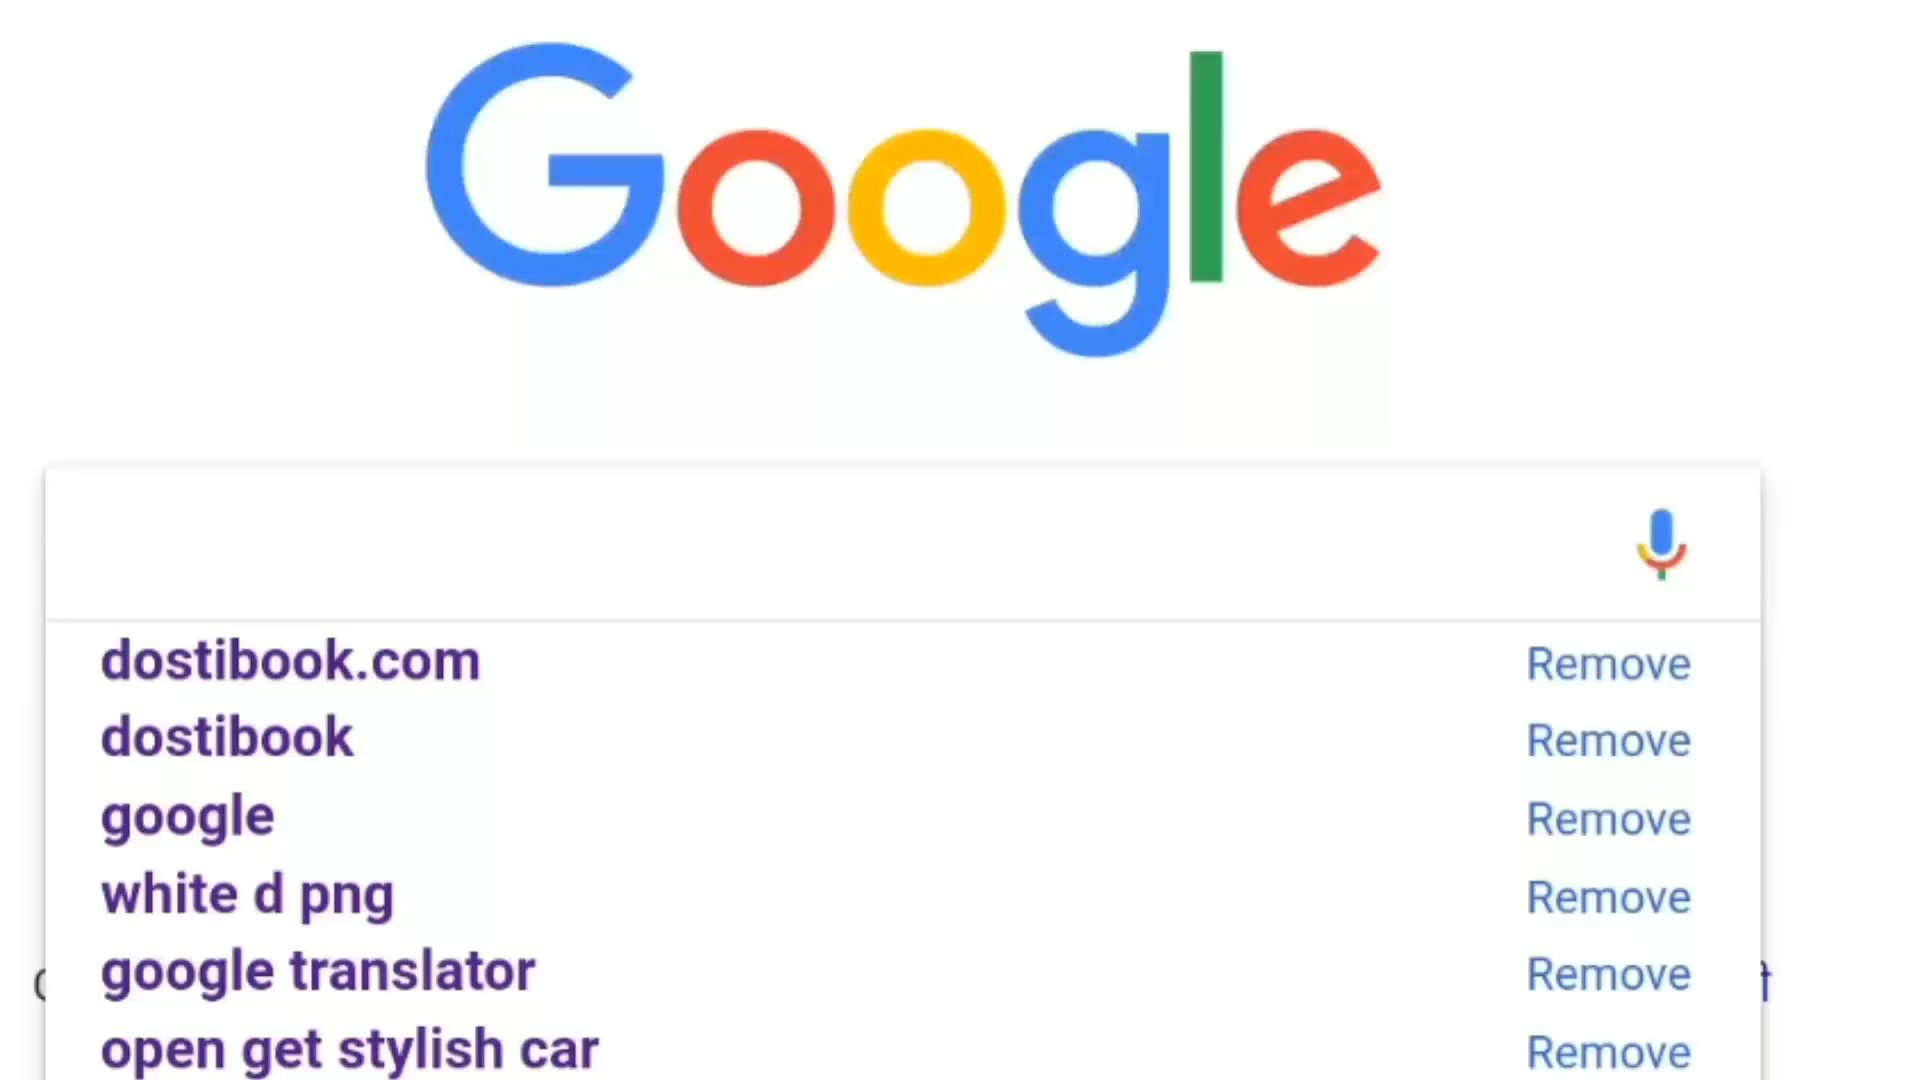 Google
dostibook.com Remove
dostibook Remove
google Remove
white d png Remove
google translator Remove
open get stylish car Remove